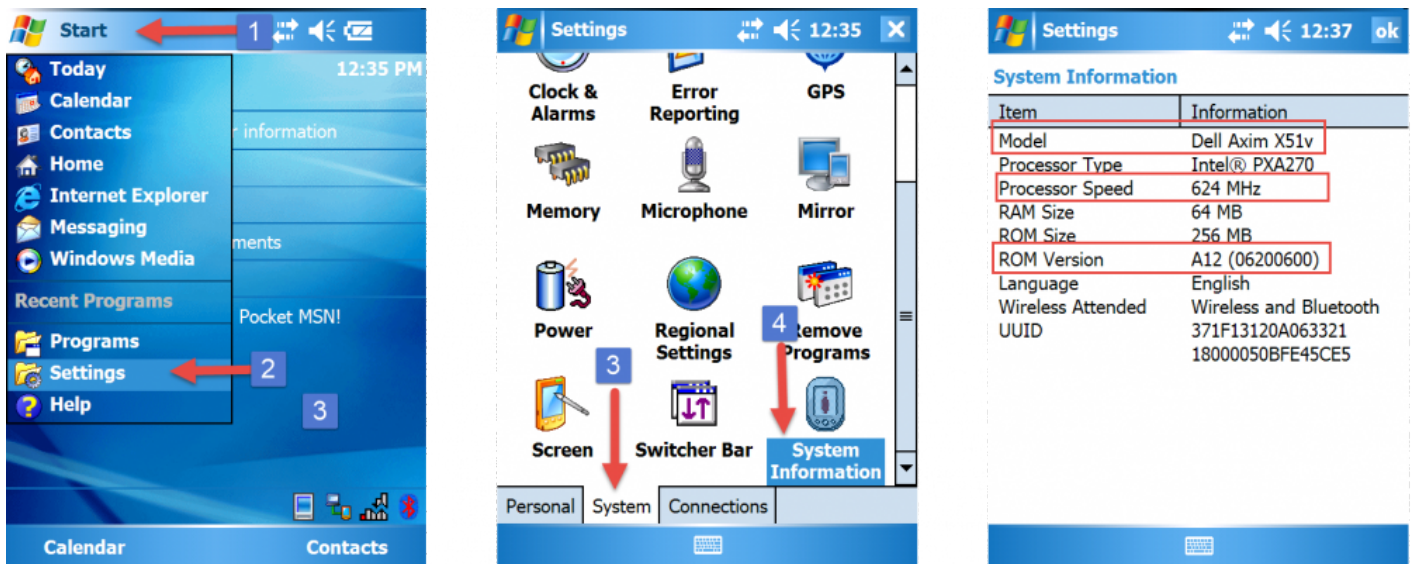 Start
1
Today
12:35 PM
Calendar
Contacts
r information
Home
Internet Explorer
Messaging
ments
Windows Media
Recent Programs
Pocket MSN!
Programs
Settings
2
Help
3
Calendar
Contacts
Settings
12:35
Clock & Alarms
Error Reporting
GPS
Memory
Microphone
Mirror
Power
Regional Settings
4
Remove Programs
3
Screen
Switcher Bar
System Information
Personal
System
Connections
Settings
12:37
ok
System Information
Item Information
Model Dell Axim X51v
Processor Type Intel® PXA270
Processor Speed 624 MHz
RAM Size 64 MB
ROM Size 256 MB
ROM Version A12 (06200600)
Language English
Wireless Attended Wireless and Bluetooth
UUID 371F13120A063321
18000050BFE45CE5